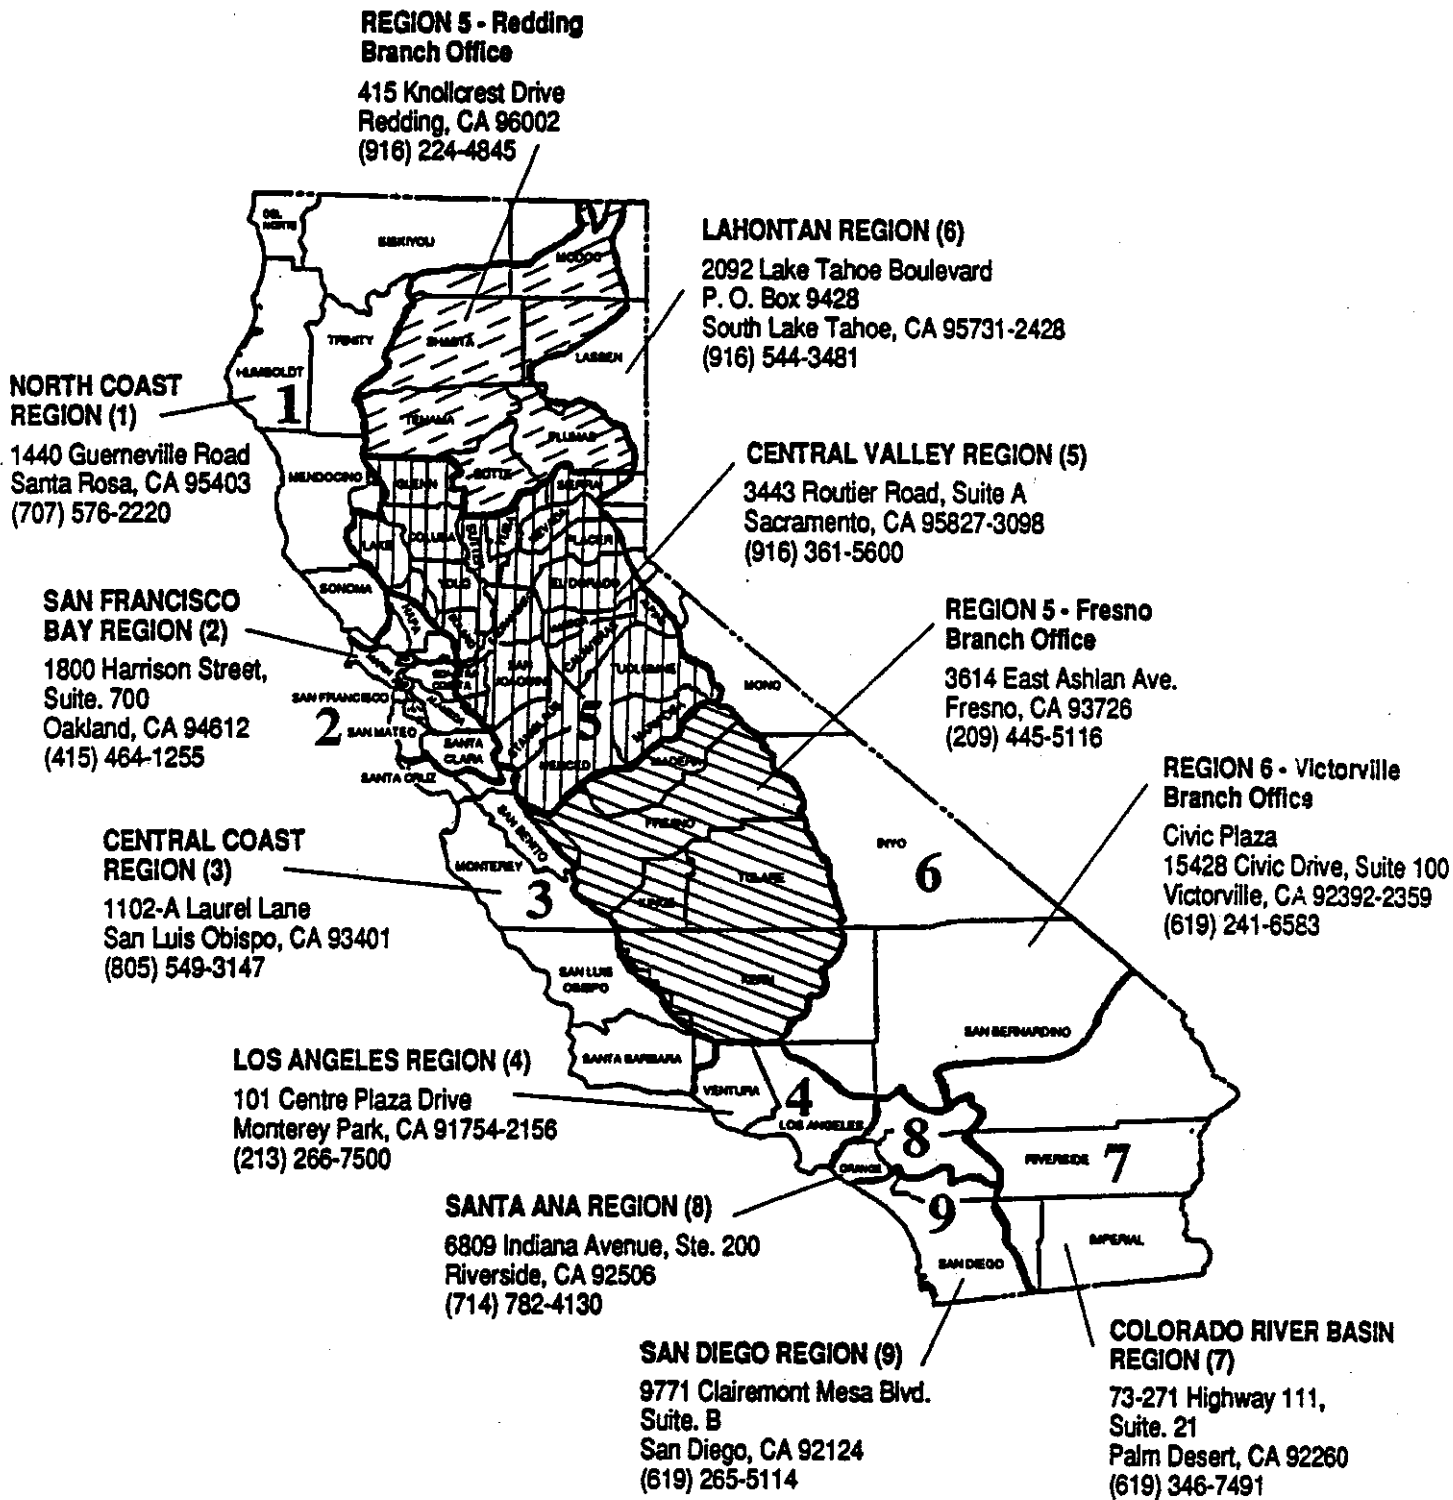 REGION 5 - Redding
Branch Office
415 Knollcrest Drive
Redding, CA 96002
(916) 224-4845
LAHONTAN REGION (6)
2092 Lake Tahoe Boulevard
P. O. Box 9428
South Lake Tahoe, CA 95731-2428
(916) 544-3481
NORTH COAST
REGION (1)
1440 Guerneville Road
Santa Rosa, CA 95403
(707) 576-2220
CENTRAL VALLEY REGION (5)
3443 Routier Road, Suite A
Sacramento, CA 95827-3098
(916) 361-5600
SAN FRANCISCO
BAY REGION (2)
1800 Harrison Street,
Suite. 700
Oakland, CA 94612
(415) 464-1255
REGION 5 - Fresno
Branch Office
3614 East Ashlan Ave.
Fresno, CA 93726
(209) 445-5116
REGION 6 - Victorville
Branch Office
Civic Plaza
15428 Civic Drive, Suite 100
Victorville, CA 92392-2359
(619) 241-6583
CENTRAL COAST
REGION (3)
1102-A Laurel Lane
San Luis Obispo, CA 93401
(805) 549-3147
LOS ANGELES REGION (4)
101 Centre Plaza Drive
Monterey Park, CA 91754-2156
(213) 266-7500
SANTA ANA REGION (8)
6809 Indiana Avenue, Ste. 200
Riverside, CA 92506
(714) 782-4130
SAN DIEGO REGION (9)
9771 Clairemont Mesa Blvd.
Suite. B
San Diego, CA 92124
(619) 265-5114
COLORADO RIVER BASIN
REGION (7)
73-271 Highway 111,
Suite. 21
Palm Desert, CA 92260
(619) 346-7491
DEL
NORTE
SISKIYOU
MODOC
TRINITY
SHASTA
LASSEN
HUMBOLDT
1
TEHAMA
PLUMAS
MENDOCINO
GLENN
BUTTE
SIERRA
LAKE
COLUSA
SUTTER
YUBA
NEVADA
PLACER
SONOMA
NAPA
YOLO
EL DORADO
ALPINE
SACRAMENTO
CALAVERAS
SAN
JOAQUIN
TUOLUMNE
MONO
SAN FRANCISCO
2
SAN MATEO
ALAMEDA
SANTA
CLARA
STANISLAUS
5
MARIPOSA
SANTA CRUZ
MERCED
MADERA
SAN BENITO
FRESNO
MONTEREY
3
KINGS
TULARE
INYO
6
SAN LUIS
OBISPO
KERN
SAN BERNARDINO
SANTA BARBARA
VENTURA
4
LOS ANGELES
8
ORANGE
RIVERSIDE
7
9
SAN DIEGO
IMPERIAL